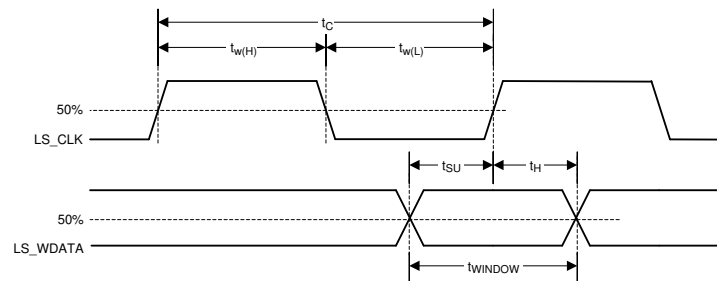 tC
tw(H) tw(L)
50%
LS_CLK
tSU tH
50%
LS_WDATA
tWINDOW